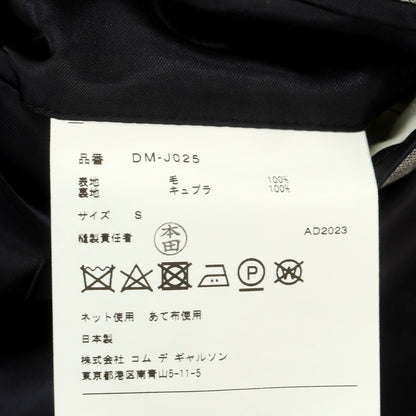 品番 DM-J025
表地 毛 100%
裏地 キュプラ 100%
サイズ S
縫製責任者 本田 AD2023
P W
ネット使用 あて布使用
日本製
株式会社 コム デ ギャルソン
東京都港区南青山5-11-5